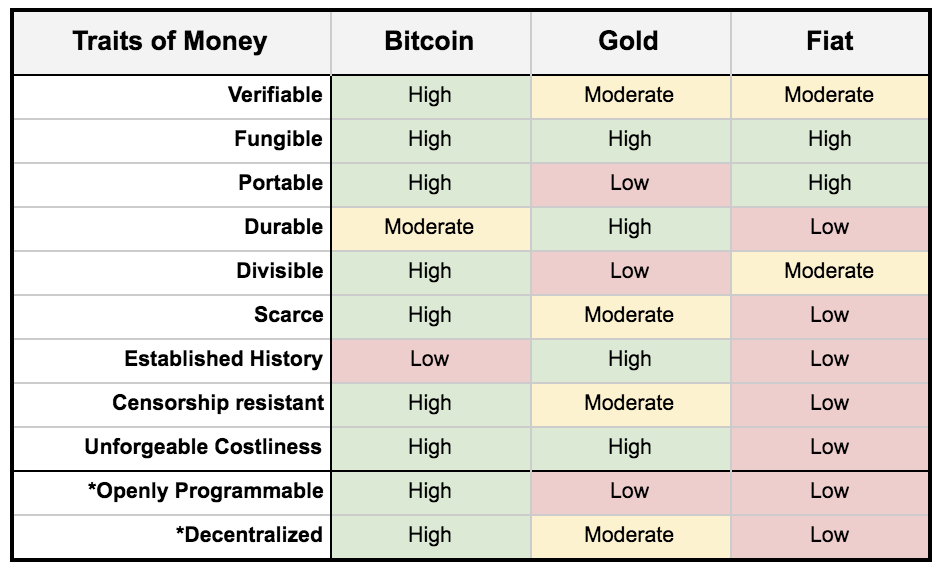 Traits of Money Bitcoin Gold Fiat
Verifiable High Moderate Moderate
Fungible High High High
Portable High Low High
Durable Moderate High Low
Divisible High Low Moderate
Scarce High Moderate Low
Established History Low High Low
Censorship resistant High Moderate Low
Unforgeable Costliness High High Low
*Openly Programmable High Low Low
*Decentralized High Moderate Low